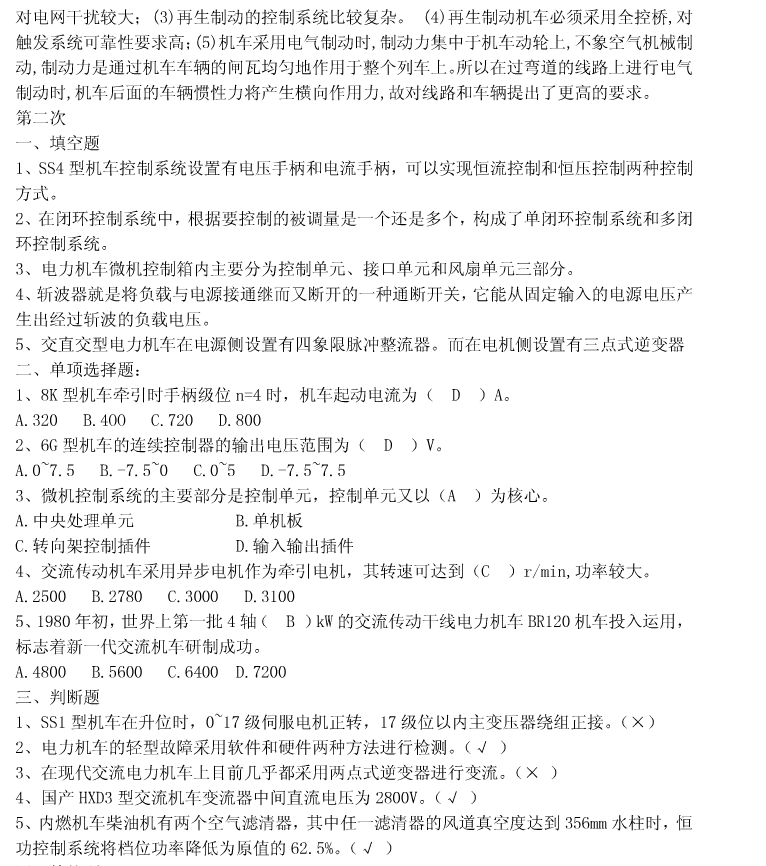 对电网干扰较大；(3)再生制动的控制系统比较复杂。 (4)再生制动机车必须采用全控桥,对
触发系统可靠性要求高；(5)机车采用电气制动时,制动力集中于机车动轮上,不象空气机械制
动,制动力是通过机车车辆的闸瓦均匀地作用于整个列车上。所以在过弯道的线路上进行电气
制动时,机车后面的车辆惯性力将产生横向作用力,故对线路和车辆提出了更高的要求。
第二次
一、填空题
1、SS4 型机车控制系统设置有电压手柄和电流手柄，可以实现恒流控制和恒压控制两种控制
方式。
2、在闭环控制系统中，根据要控制的被调量是一个还是多个，构成了单闭环控制系统和多闭
环控制系统。
3、电力机车微机控制箱内主要分为控制单元、接口单元和风扇单元三部分。
4、斩波器就是将负载与电源接通继而又断开的一种通断开关，它能从固定输入的电源电压产
生出经过斩波的负载电压。
5、交直交型电力机车在电源侧设置有四象限脉冲整流器。而在电机侧设置有三点式逆变器
二、单项选择题：
1、8K 型机车牵引时手柄级位 n=4 时，机车起动电流为（ D ）A。
A.320 B.4OO C.720 D.800
2、6G 型机车的连续控制器的输出电压范围为（ D ）V。
A.0~7.5 B.-7.5~0 C.0~5 D.-7.5~7.5
3、微机控制系统的主要部分是控制单元，控制单元又以（A ）为核心。
A.中央处理单元 B.单机板
C.转向架控制插件 D.输入输出插件
4、交流传动机车采用异步电机作为牵引电机，其转速可达到（C ）r/min,功率较大。
A.2500 B.2780 C.3000 D.3100
5、1980 年初，世界上第一批 4 轴（ B ）kW 的交流传动干线电力机车 BR120 机车投入运用，
标志着新一代交流机车研制成功。
A.4800 B.5600 C.6400 D.7200
三、判断题
1、SS1 型机车在升位时，0~17 级伺服电机正转，17 级位以内主变压器绕组正接。（×）
2、电力机车的轻型故障采用软件和硬件两种方法进行检测。（√ ）
3、在现代交流电力机车上目前几乎都采用两点式逆变器进行变流。（× ）
4、国产 HXD3 型交流机车变流器中间直流电压为 2800V。（√ ）
5、内燃机车柴油机有两个空气滤清器，其中任一滤清器的风道真空度达到 356mm 水柱时，恒
功控制系统将档位功率降低为原值的 62.5%。（√ ）